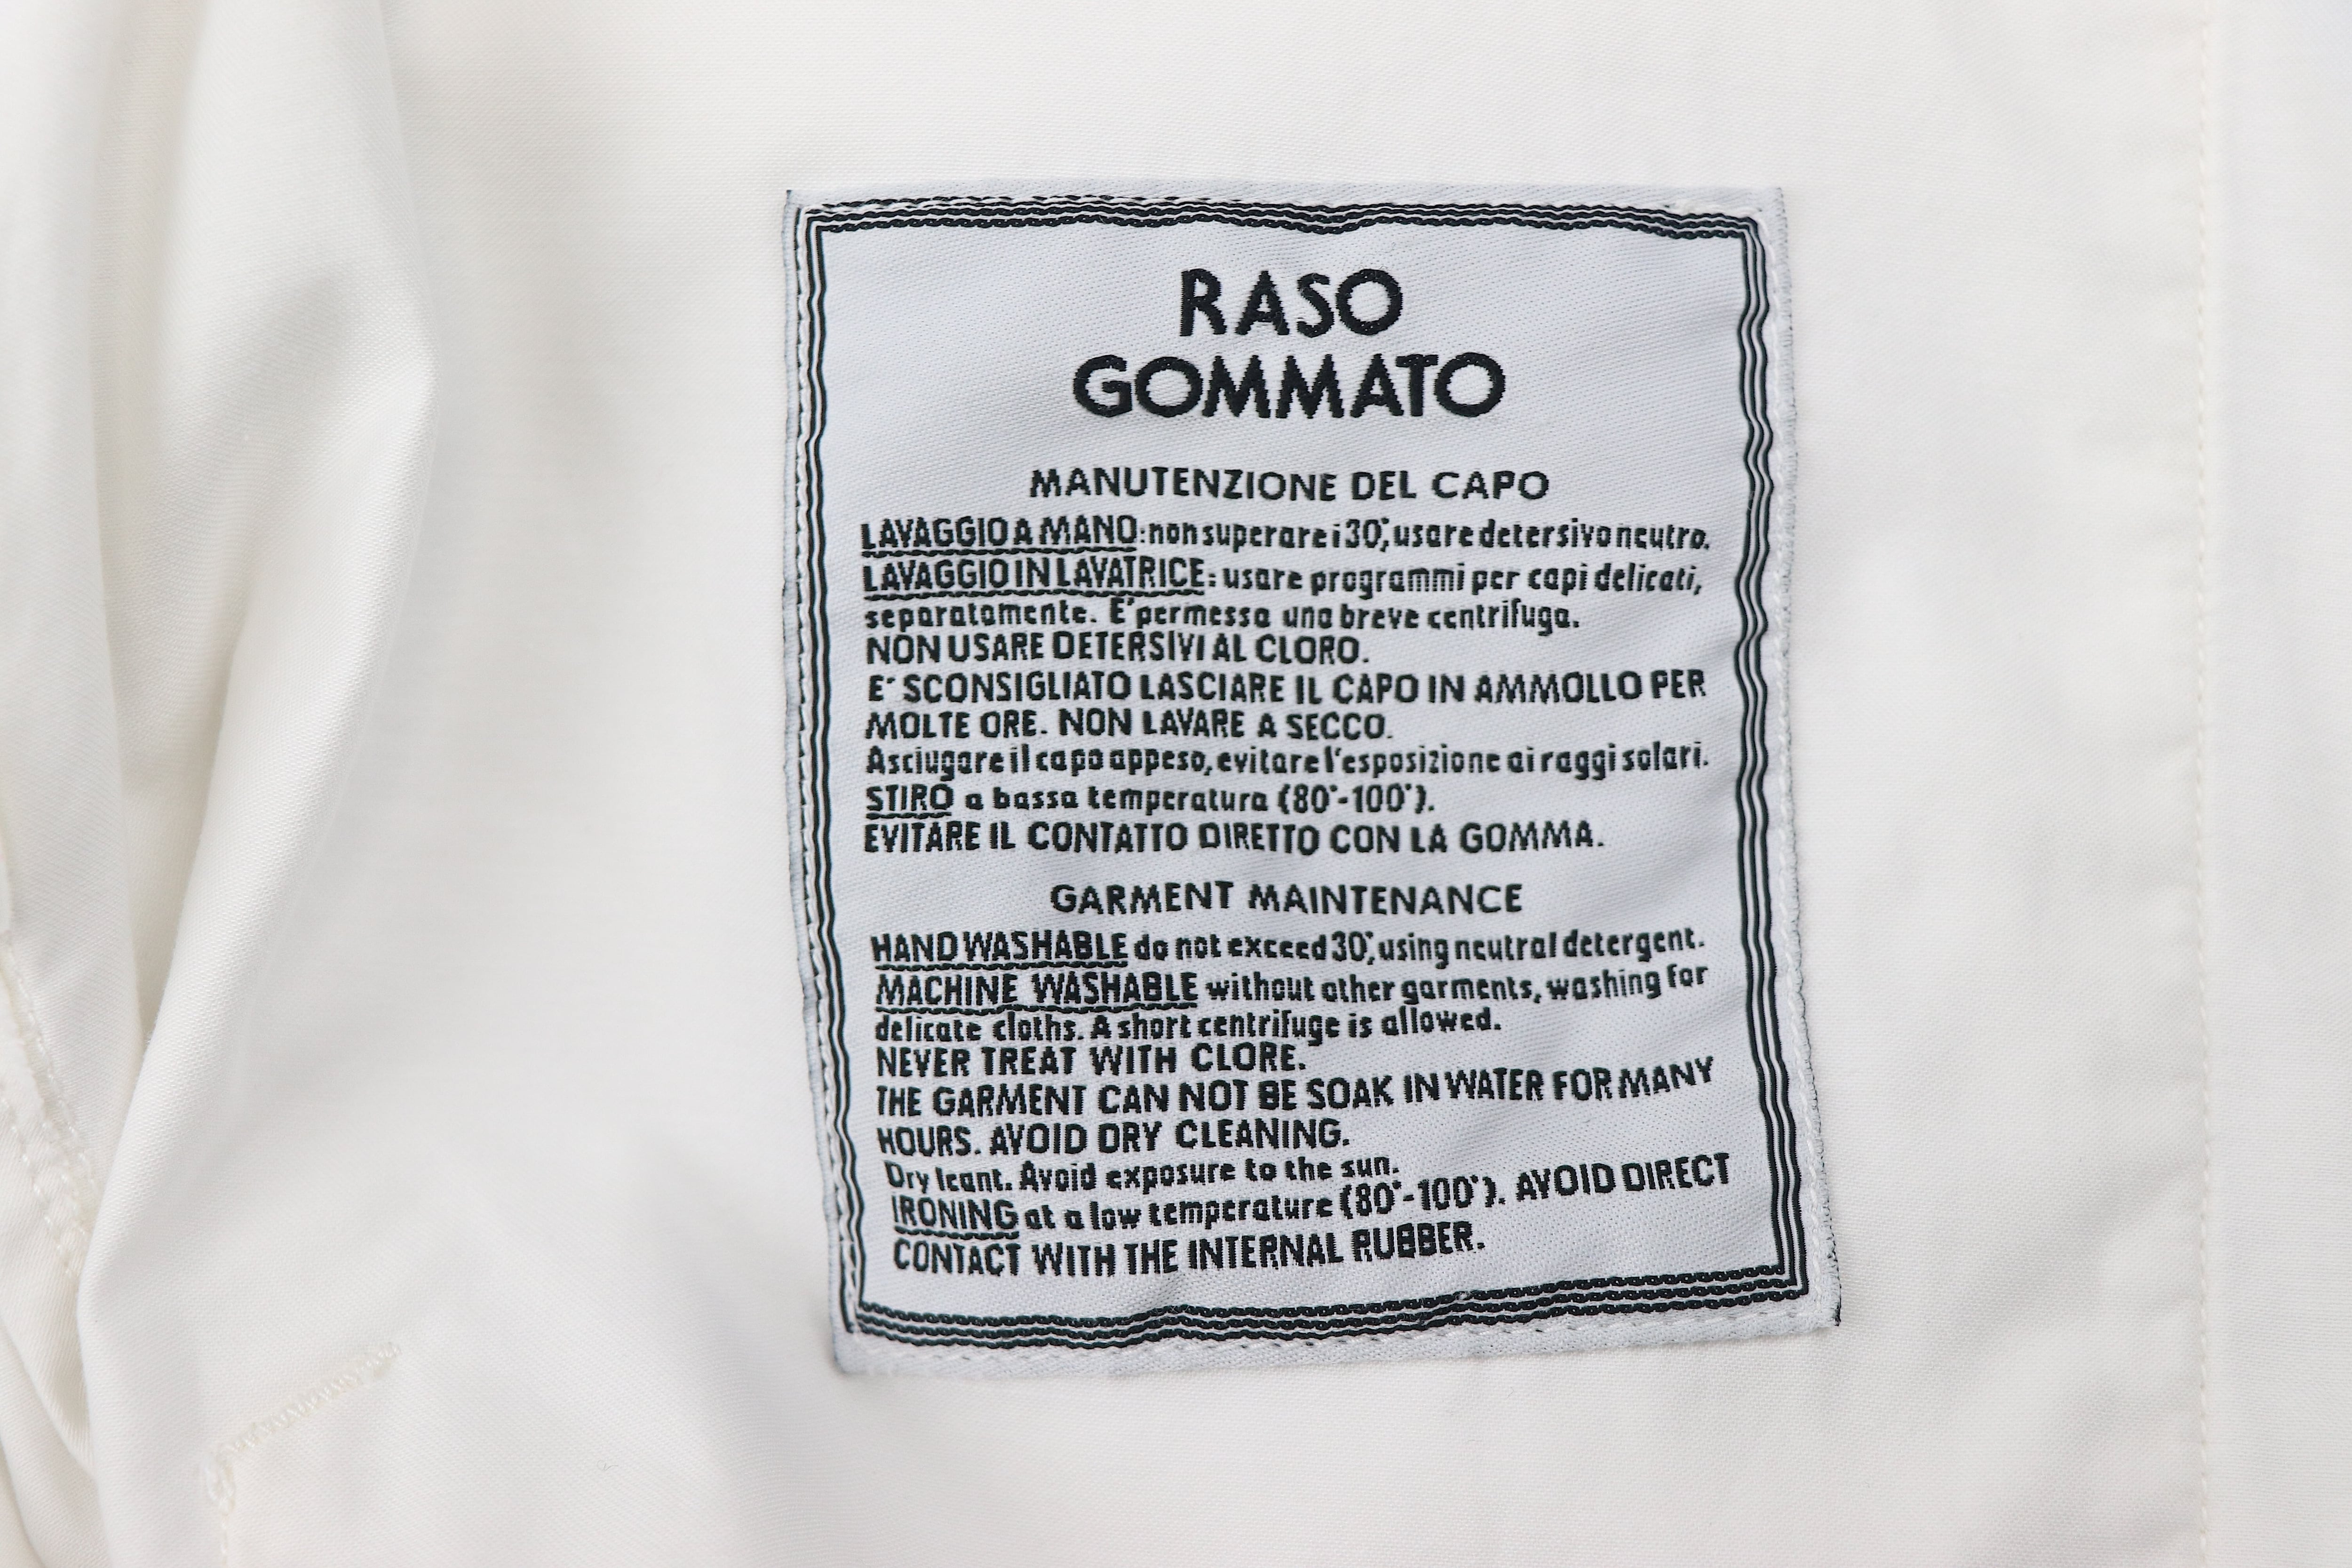 RASO
GOMMATO
MANUTENZIONE DEL CAPO
LAVAGGIO A MANO: non superare i 30°, usare detersivo neutro.
LAVAGGIO IN LAVATRICE: usare programmi per capi delicati,
separatamente. E' permessa una breve centrifuga.
NON USARE DETERSIVI AL CLORO.
E' SCONSIGLIATO LASCIARE IL CAPO IN AMMOLLO PER
MOLTE ORE. NON LAVARE A SECCO.
Asciugare il capo appeso, evitare l'esposizione ai raggi solari.
STIRO a bassa temperatura (80°-100°).
EVITARE IL CONTATTO DIRETTO CON LA GOMMA.
GARMENT MAINTENANCE
HAND WASHABLE do not exceed 30°, using neutral detergent.
MACHINE WASHABLE without other garments, washing for
delicate cloths. A short centrifuge is allowed.
NEVER TREAT WITH CLORE.
THE GARMENT CAN NOT BE SOAK IN WATER FOR MANY
HOURS. AVOID DRY CLEANING.
Dry leant. Avoid exposure to the sun.
IRONING at a low temperature (80°-100°). AVOID DIRECT
CONTACT WITH THE INTERNAL RUBBER.